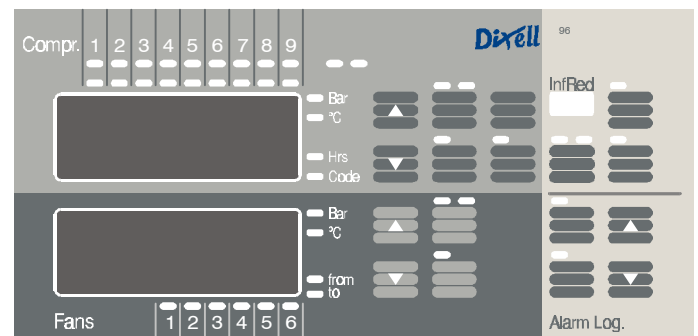 Compr. 1 2 3 4 5 6 7 8 9
Dixell
96
InfRed
Bar
°C
Hrs
Code
Bar
°C
from
to
Fans 1 2 3 4 5 6
Alarm Log.